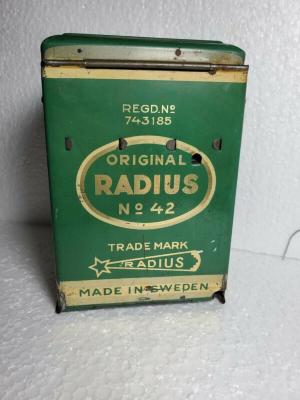 REGD.No
743185
ORIGINAL
RADIUS
No 42
TRADE MARK
RADIUS
MADE IN SWEDEN